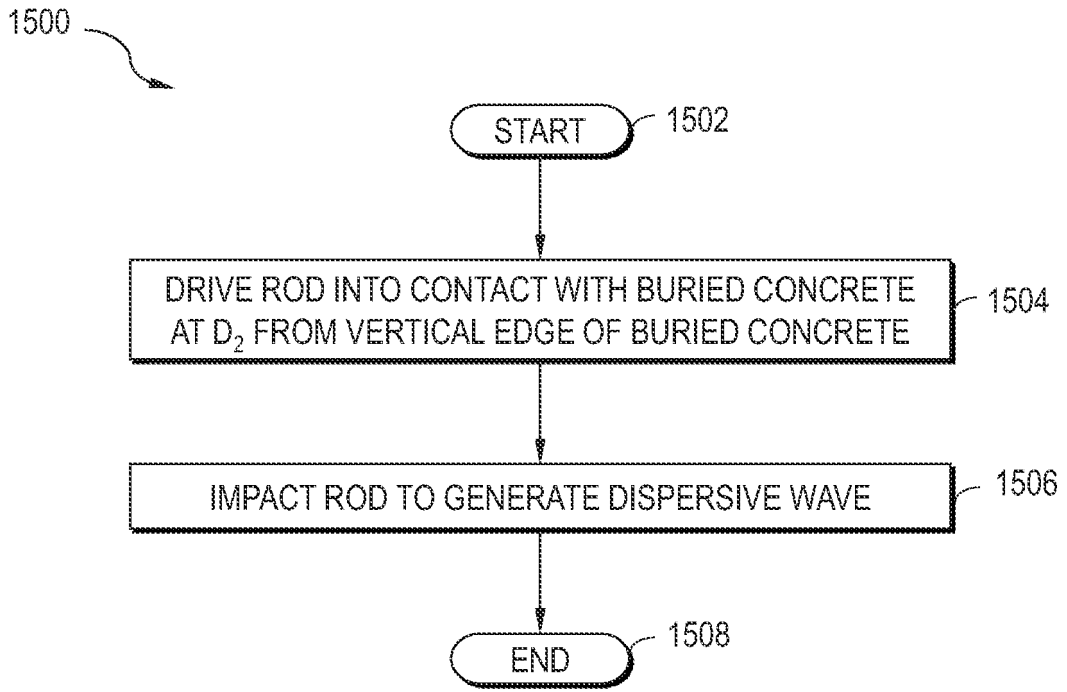 1500
START
1502
DRIVE ROD INTO CONTACT WITH BURIED CONCRETE
AT D₂ FROM VERTICAL EDGE OF BURIED CONCRETE
1504
IMPACT ROD TO GENERATE DISPERSIVE WAVE
1506
END
1508